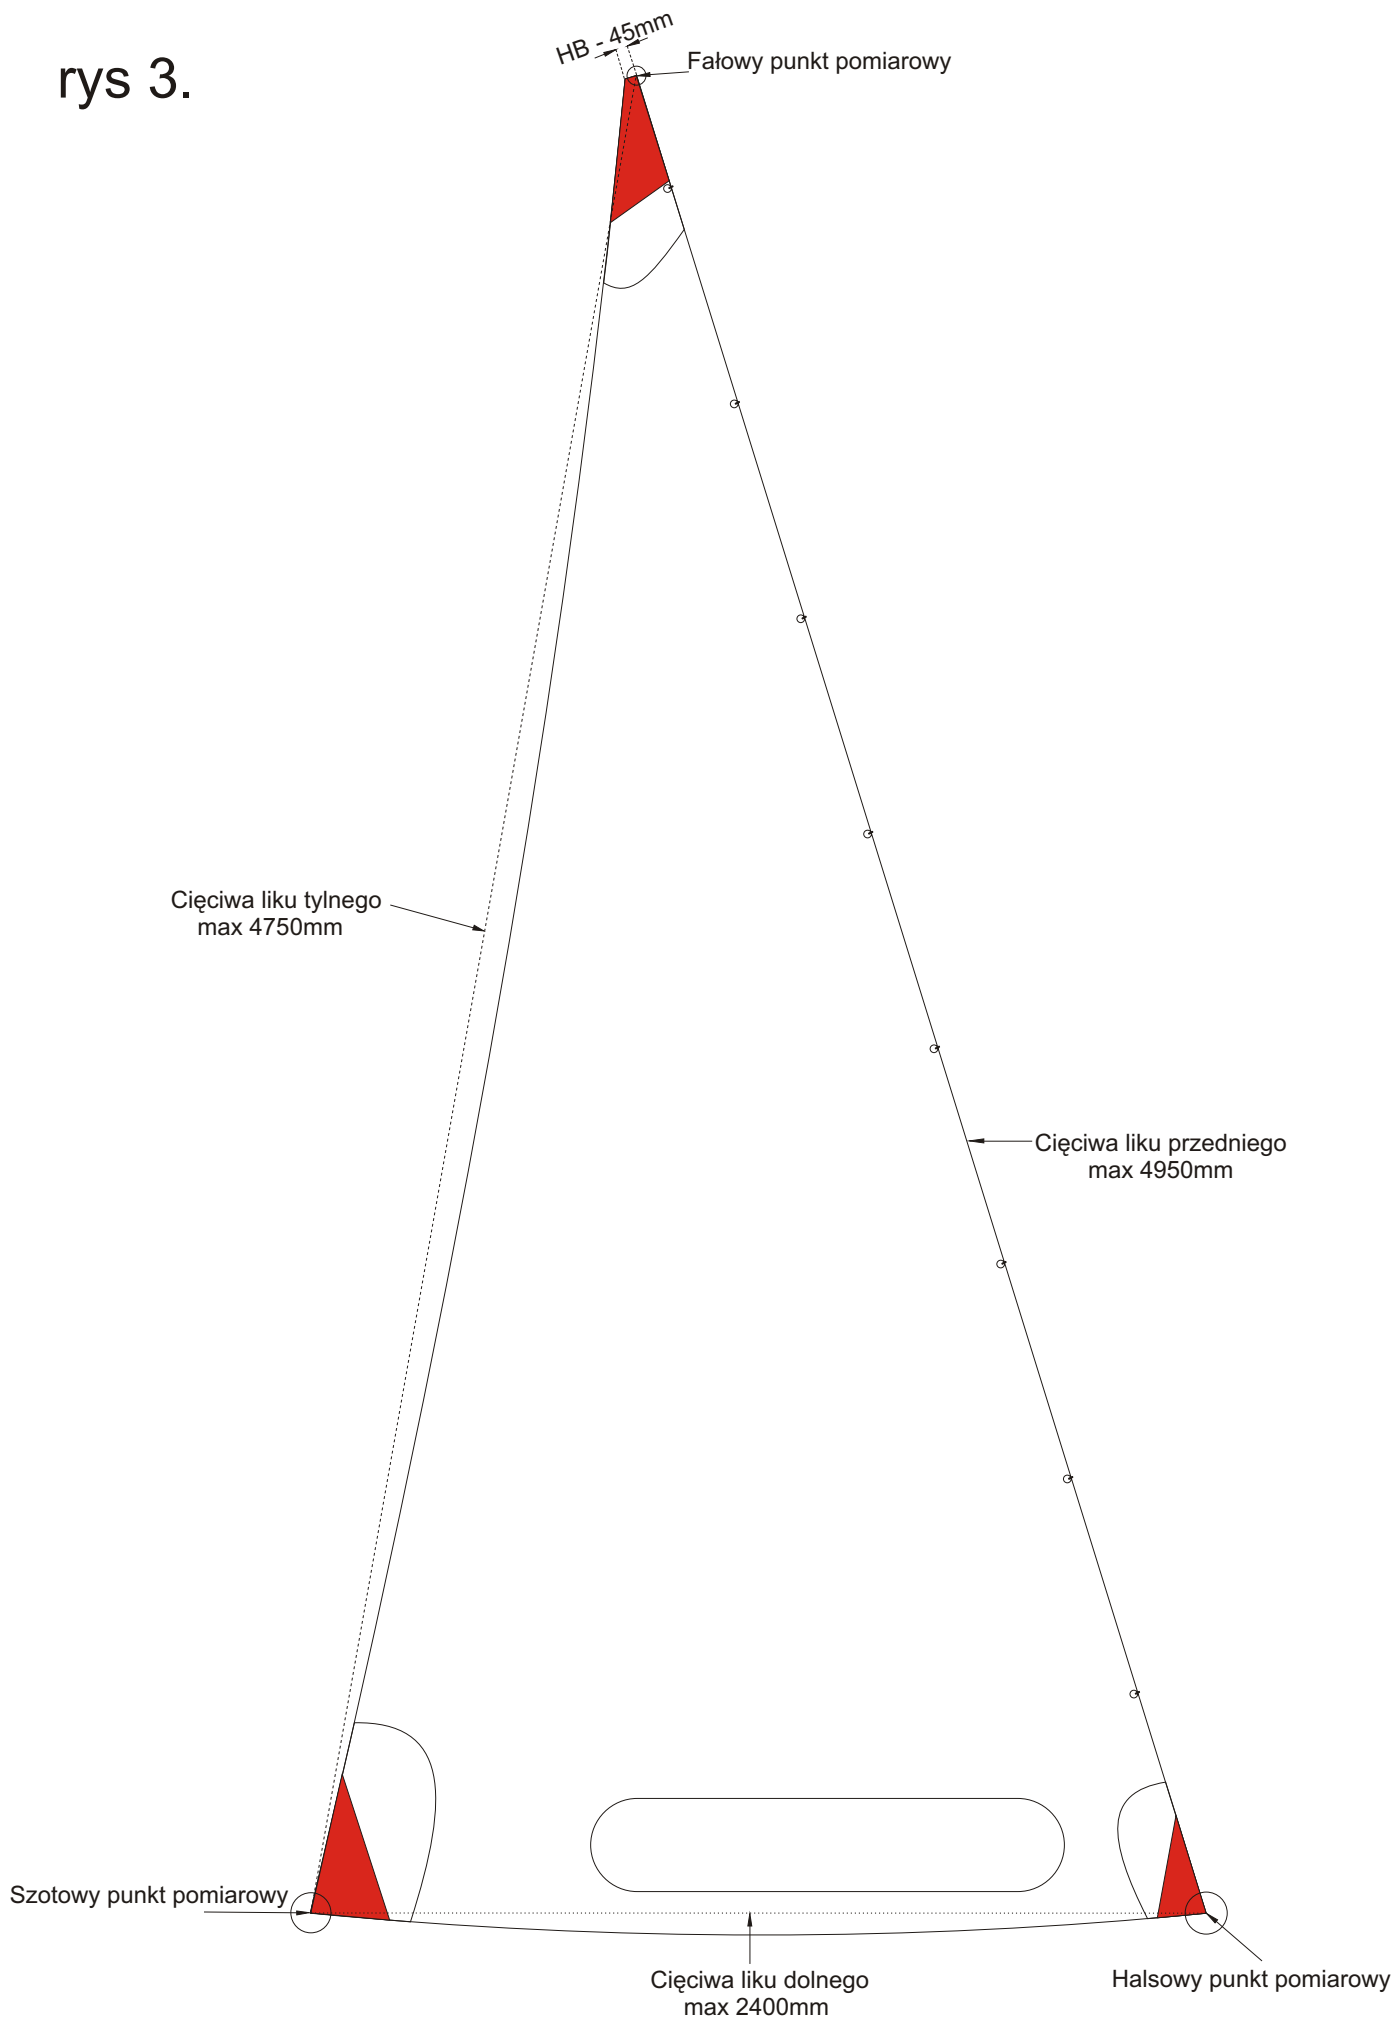 rys 3.
HB - 45mm
Fałowy punkt pomiarowy
Cięciwa liku tylnego
max 4750mm
Cięciwa liku przedniego
max 4950mm
Szotowy punkt pomiarowy
Cięciwa liku dolnego
max 2400mm
Halsowy punkt pomiarowy